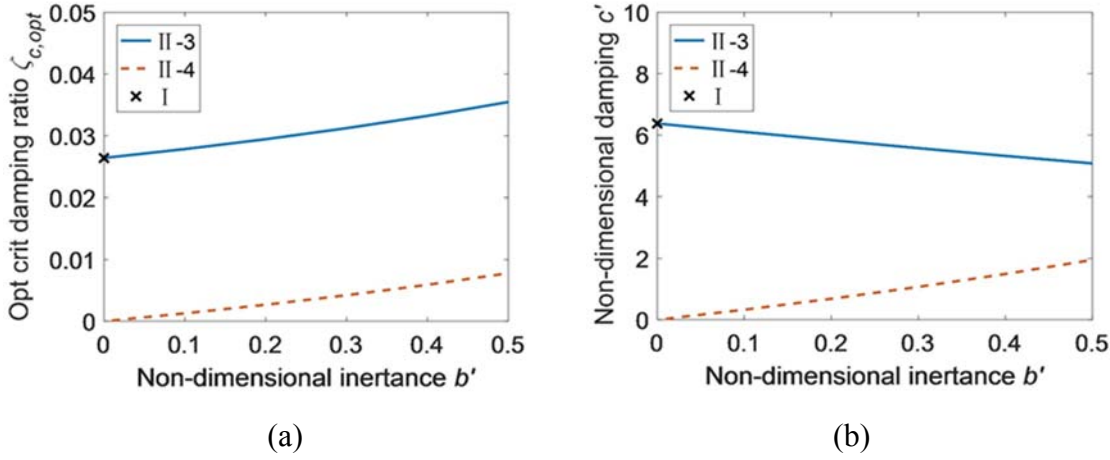 0.05
0.04
0.03
0.02
0.01
0
Opt crit damping ratio ζc,opt
II-3
II-4
I
0 0.1 0.2 0.3 0.4 0.5
Non-dimensional inertance b'
(a)
10
8
6
4
2
0
Non-dimensional damping c'
II-3
II-4
I
0 0.1 0.2 0.3 0.4 0.5
Non-dimensional inertance b'
(b)